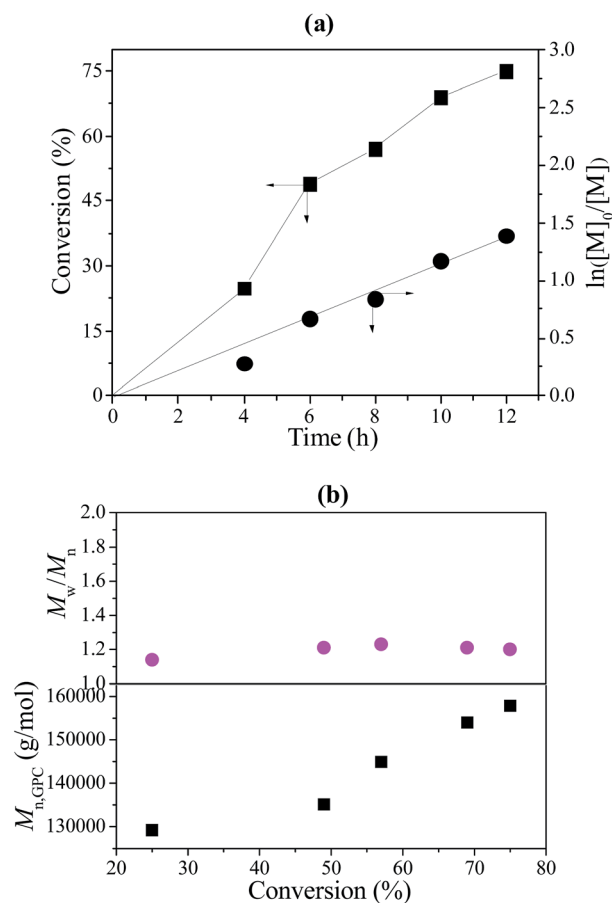 (a)
Conversion (%)
75
60
45
30
15
0
3.0
2.5
2.0
1.5
1.0
0.5
0.0
ln([M]₀/[M])
0 2 4 6 8 10 12
Time (h)
(b)
Mw/Mn
2.0
1.8
1.6
1.4
1.2
1.0
Mn,GPC (g/mol)
160000
150000
140000
130000
20 30 40 50 60 70 80
Conversion (%)